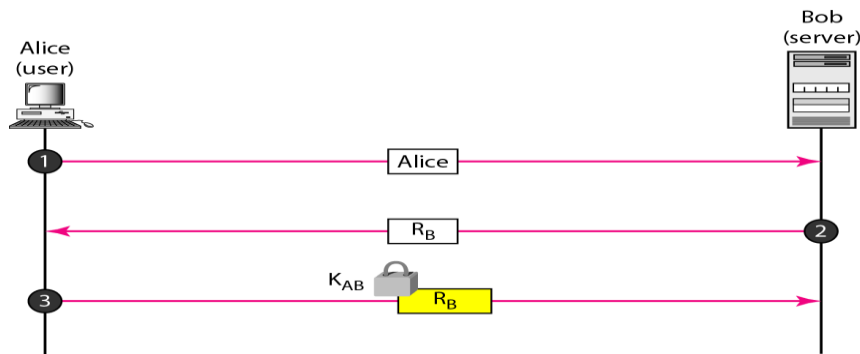 Bob
(server)
Alice
(user)
1
Alice
R_B
2
K_AB
3
R_B